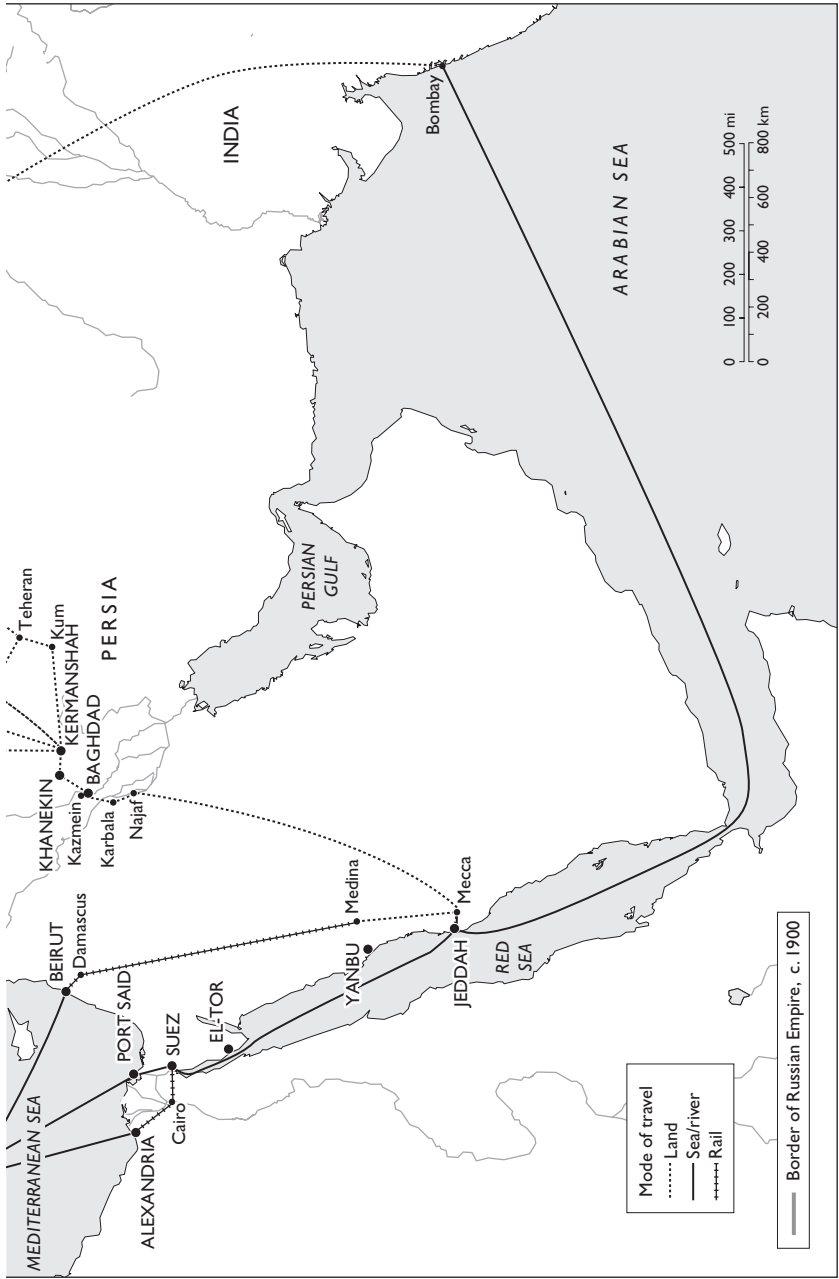 MEDITERRANEAN SEA
ALEXANDRIA
Cairo
PORT SAID
SUEZ
EL-TOR
BEIRUT
Damascus
KHANEKIN
Kazmein
BAGHDAD
Karbala
Najaf
KERMANSHAH
Kum
Teheran
PERSIA
Medina
YANBU
Mecca
JEDDAH
RED
SEA
PERSIAN
GULF
INDIA
Bombay
ARABIAN SEA
0 100 200 300 400 500 mi
0 200 400 600 800 km
Mode of travel
Land
Sea/river
Rail
Border of Russian Empire, c. 1900